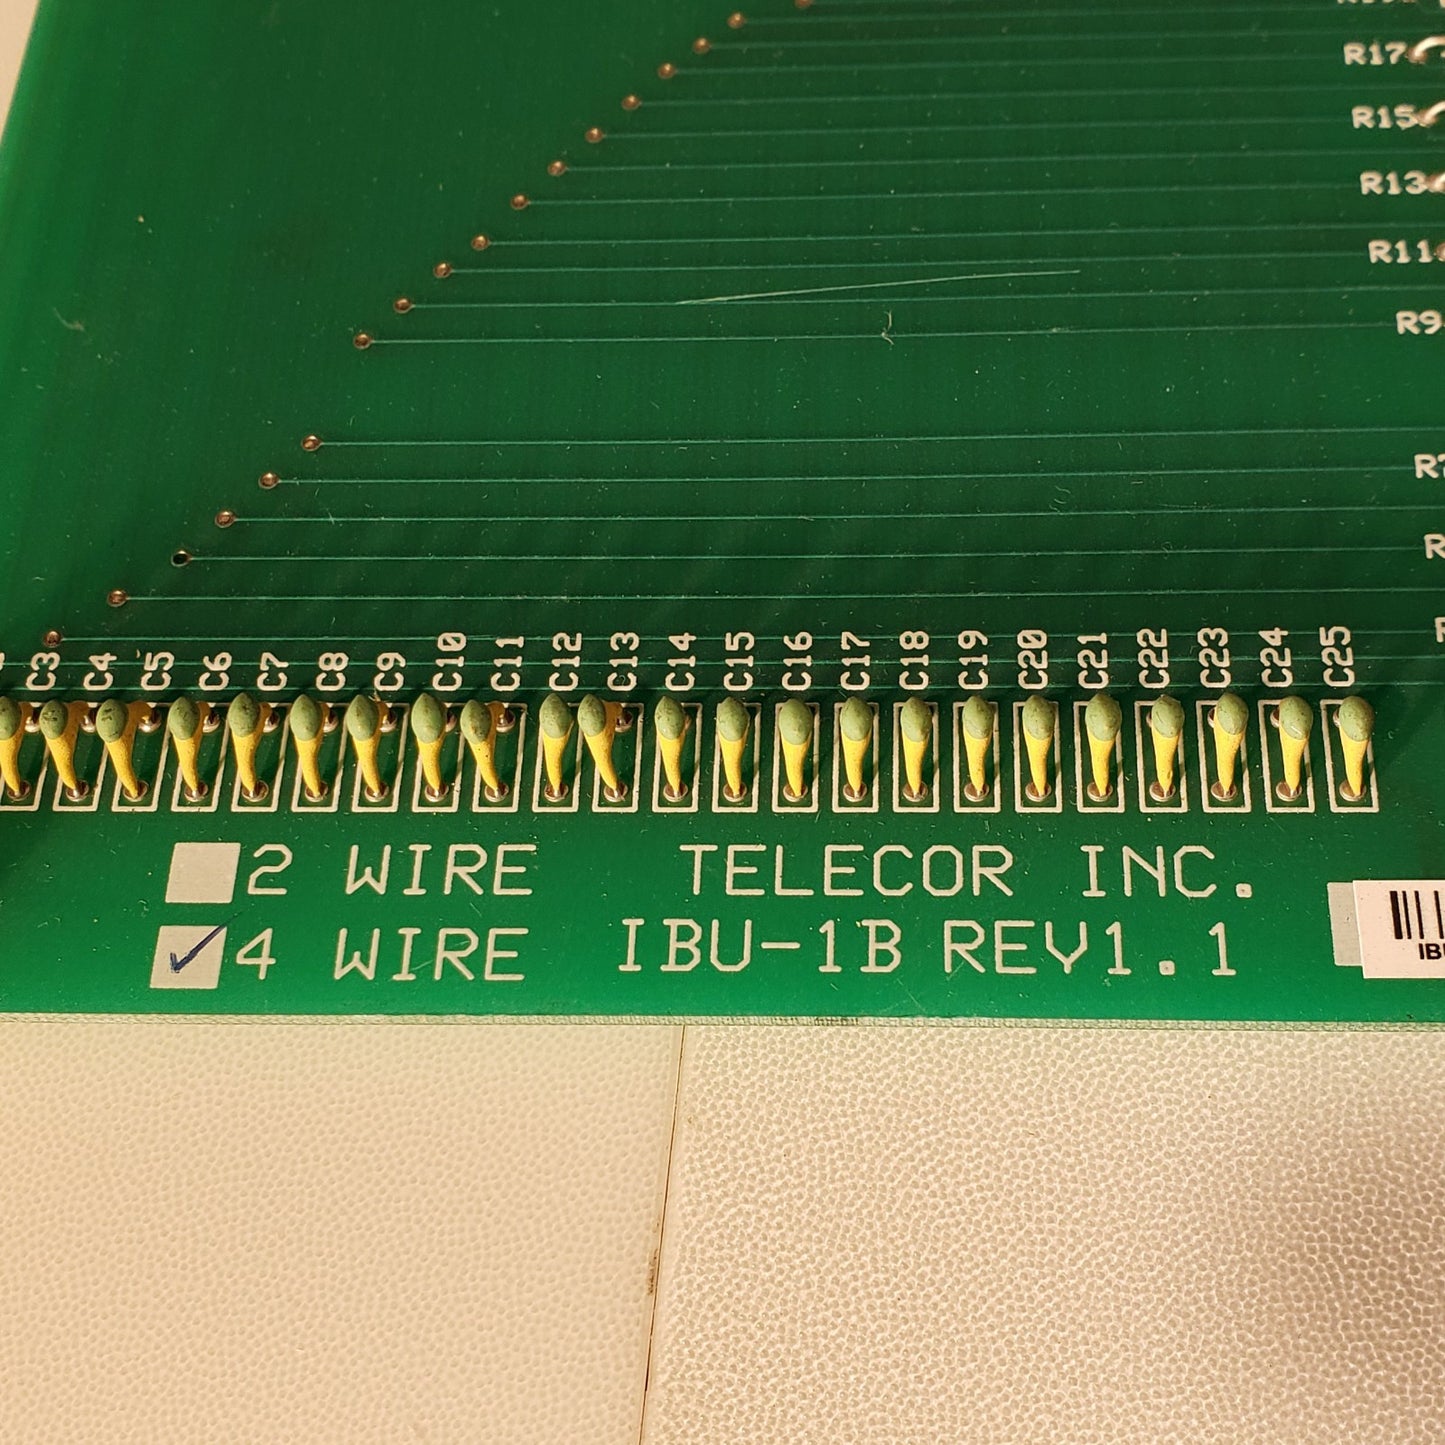 R17
R15
R13
R11
R9
C3 C4 C5 C6 C7 C8 C9 C10 C11 C12 C13 C14 C15 C16 C17 C18 C19 C20 C21 C22 C23 C24 C25
2 WIRE TELECOR INC.
4 WIRE IBU-1B REV1.1